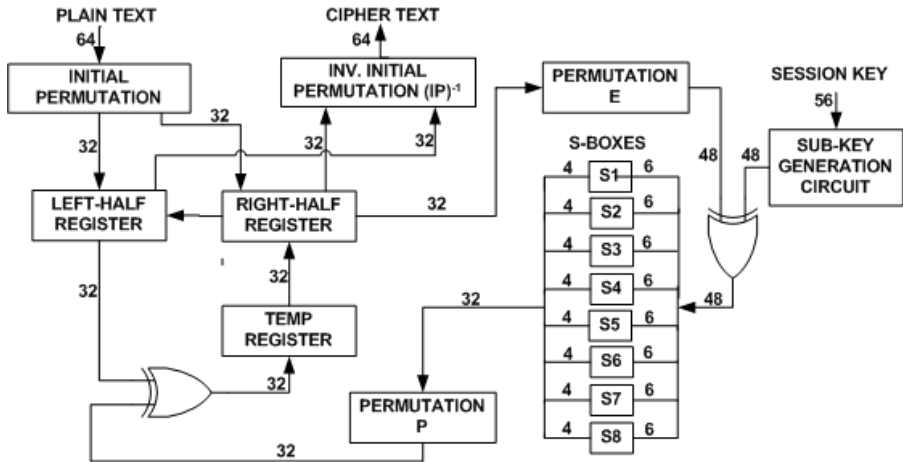 PLAIN TEXT
64
INITIAL
PERMUTATION
CIPHER TEXT
64
INV. INITIAL
PERMUTATION (IP)-1
PERMUTATION
E
SESSION KEY
56
SUB-KEY
GENERATION
CIRCUIT
32
32
32
32
32
48
48
48
LEFT-HALF
REGISTER
RIGHT-HALF
REGISTER
S-BOXES
4 S1 6
4 S2 6
4 S3 6
4 S4 6
4 S5 6
4 S6 6
4 S7 6
4 S8 6
32
32
TEMP
REGISTER
32
32
PERMUTATION
P
32